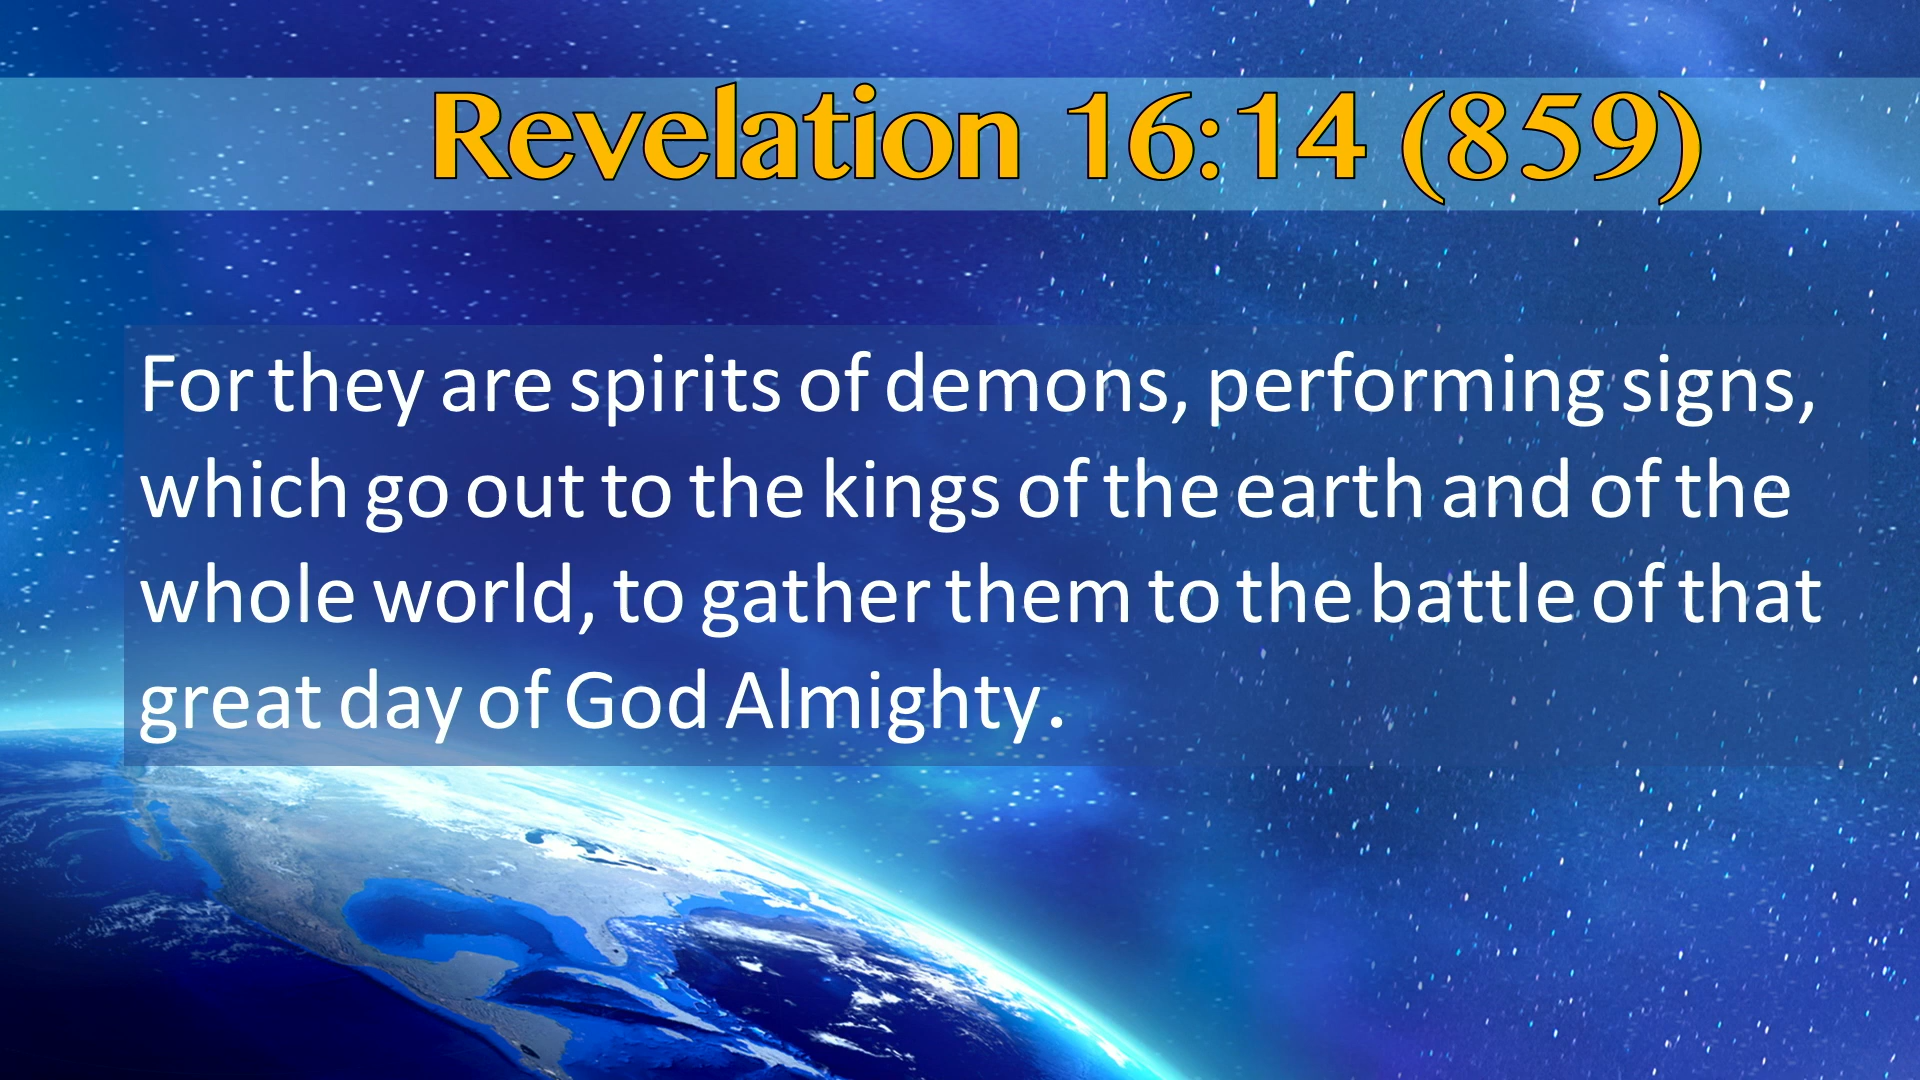 Revelation 16:14 (859)
For they are spirits of demons, performing signs,
which go out to the kings of the earth and of the
whole world, to gather them to the battle of that
great day of God Almighty.